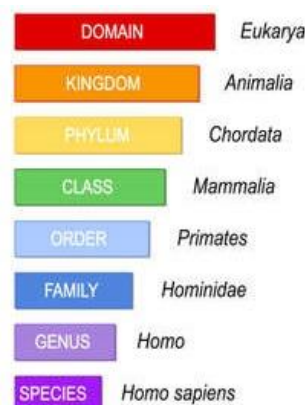 DOMAIN Eukarya
KINGDOM Animalia
PHYLUM Chordata
CLASS Mammalia
ORDER Primates
FAMILY Hominidae
GENUS Homo
SPECIES Homo sapiens